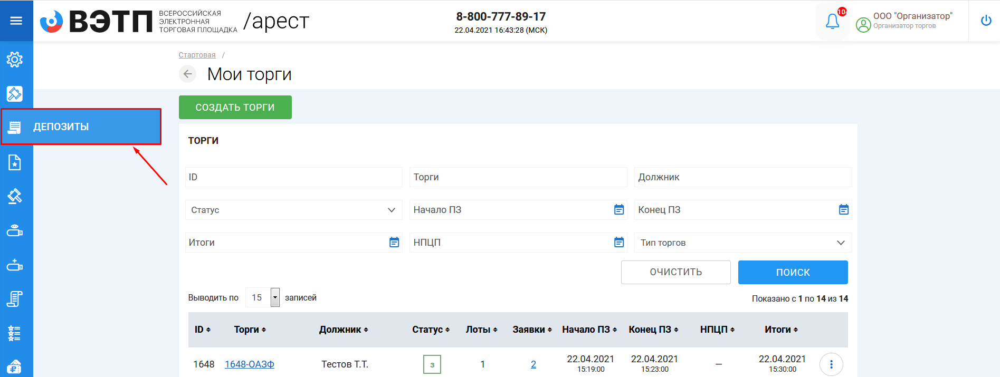 ВЭТП
ВСЕРОССИЙСКАЯ
ЭЛЕКТРОННАЯ
ТОРГОВАЯ ПЛОЩАДКА
/арест
8-800-777-89-17
22.04.2021 16:43:28 (МСК)
104
ООО "Организатор"
Организатор торгов
Стартовая /
Мои торги
СОЗДАТЬ ТОРГИ
ДЕПОЗИТЫ
ТОРГИ
ID Торги Должник
Статус Начало ПЗ Конец ПЗ
Итоги НПЦП Тип торгов
ОЧИСТИТЬ ПОИСК
Выводить по 15 записей
Показано с 1 по 14 из 14
ID Торги Должник Статус Лоты Заявки Начало ПЗ Конец ПЗ НПЦП Итоги
1648 1648-ОАЗФ Тестов Т.Т. з 1 2 22.04.2021 22.04.2021 — 22.04.2021
15:19:00 15:23:00 15:30:00